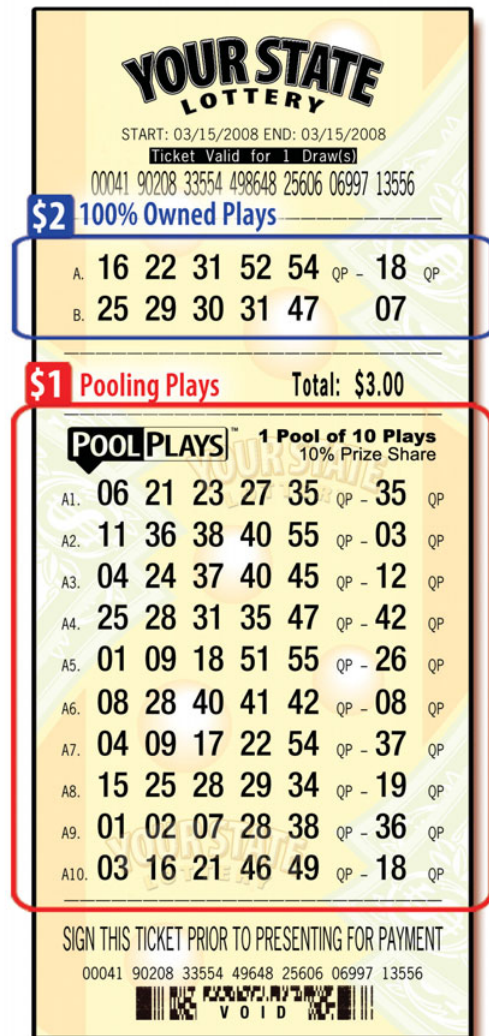 YOUR STATE
LOTTERY
START: 03/15/2008 END: 03/15/2008
Ticket Valid for 1 Draw(s)
00041 90208 33554 498648 25606 06997 13556
$2 100% Owned Plays
A. 16 22 31 52 54 QP - 18 QP
B. 25 29 30 31 47 07
$1 Pooling Plays Total: $3.00
POOL PLAYS™ 1 Pool of 10 Plays
10% Prize Share
YOUR STATE
LOTTERY
A1. 06 21 23 27 35 QP - 35 QP
A2. 11 36 38 40 55 QP - 03 QP
A3. 04 24 37 40 45 QP - 12 QP
A4. 25 28 31 35 47 QP - 42 QP
A5. 01 09 18 51 55 QP - 26 QP
A6. 08 28 40 41 42 QP - 08 QP
A7. 04 09 17 22 54 QP - 37 QP
A8. 15 25 28 29 34 QP - 19 QP
A9. 01 02 07 28 38 QP - 36 QP
YOUR STATE
LOTTERY
A10. 03 16 21 46 49 QP - 18 QP
SIGN THIS TICKET PRIOR TO PRESENTING FOR PAYMENT
00041 90208 33554 49648 25606 06997 13556
VOID